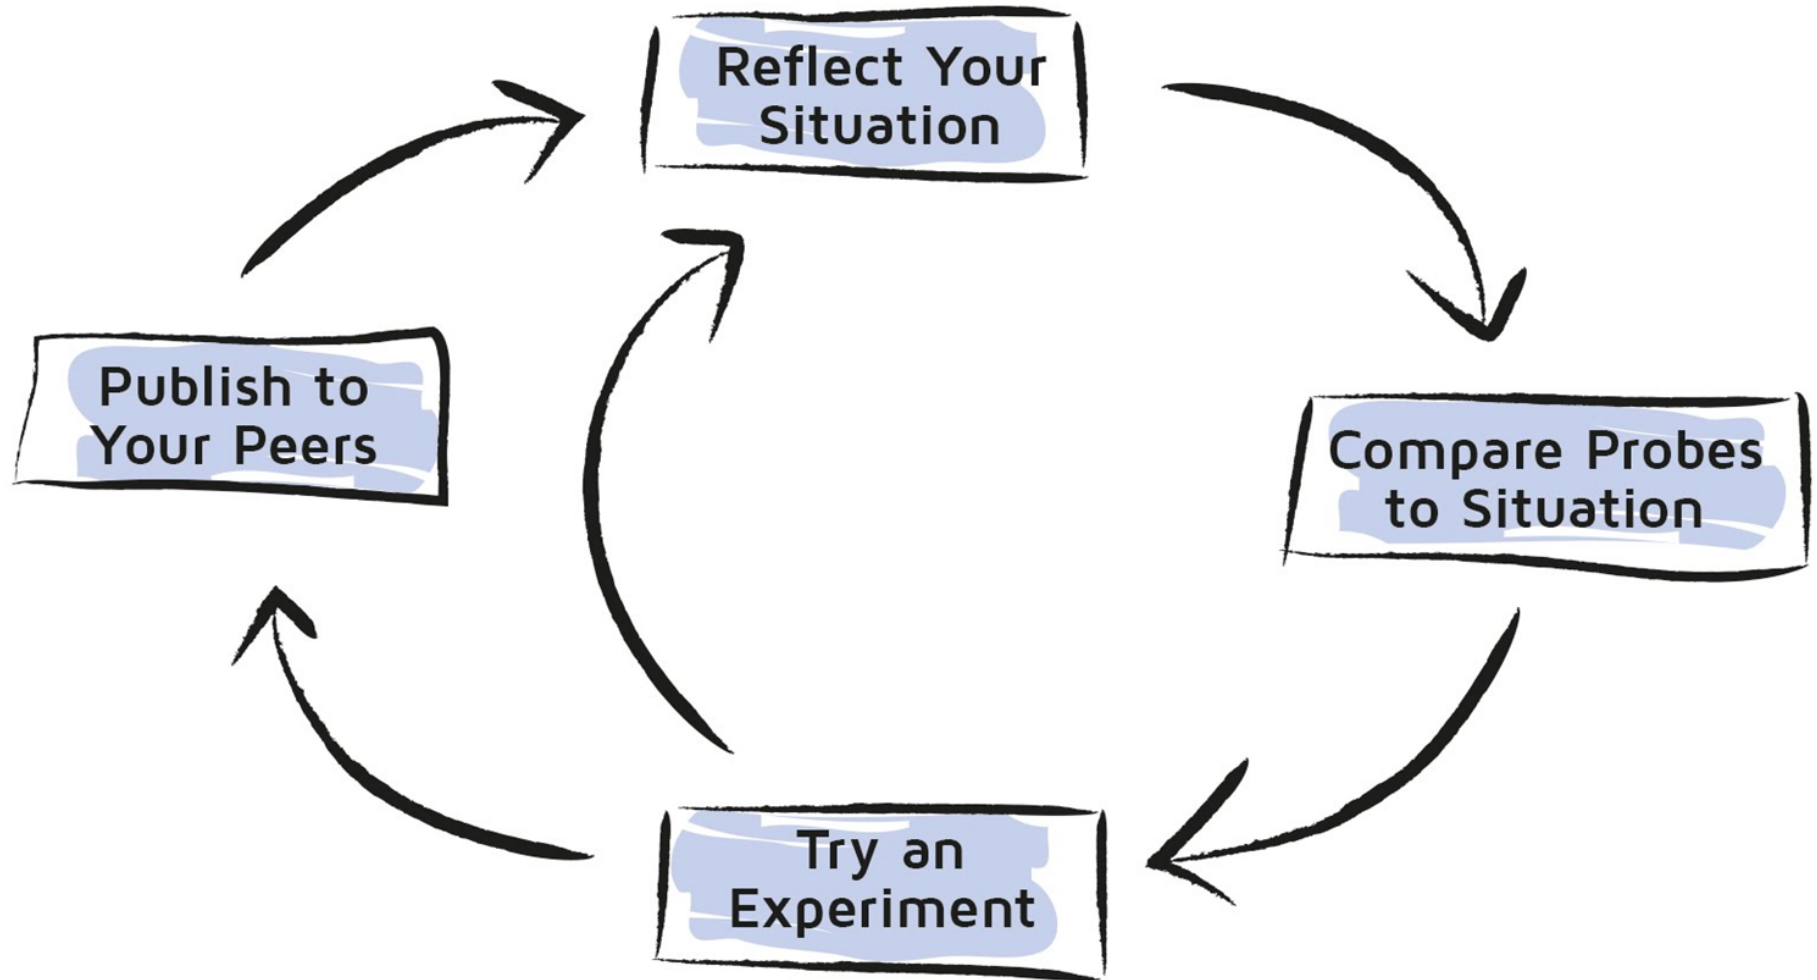 Reflect Your
Situation
Publish to
Your Peers
Compare Probes
to Situation
Try an
Experiment